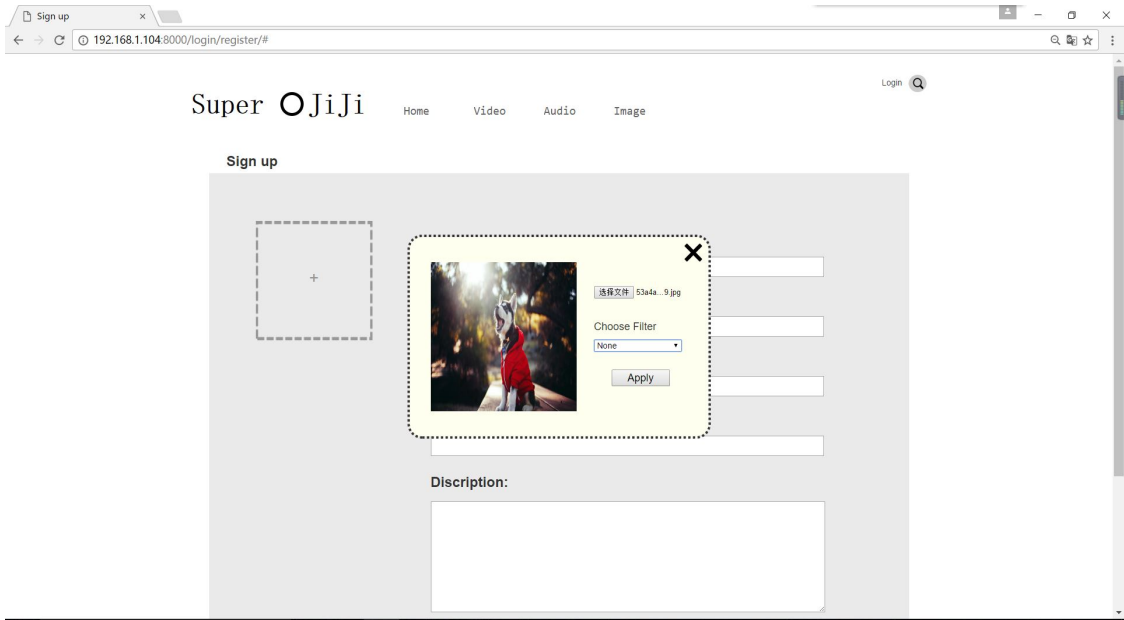 Sign up
192.168.1.104:8000/login/register/#
Login
Super OJiJi
Home Video Audio Image
Sign up
+
选择文件 53a4a...9.jpg
Choose Filter
None
Apply
Discription: